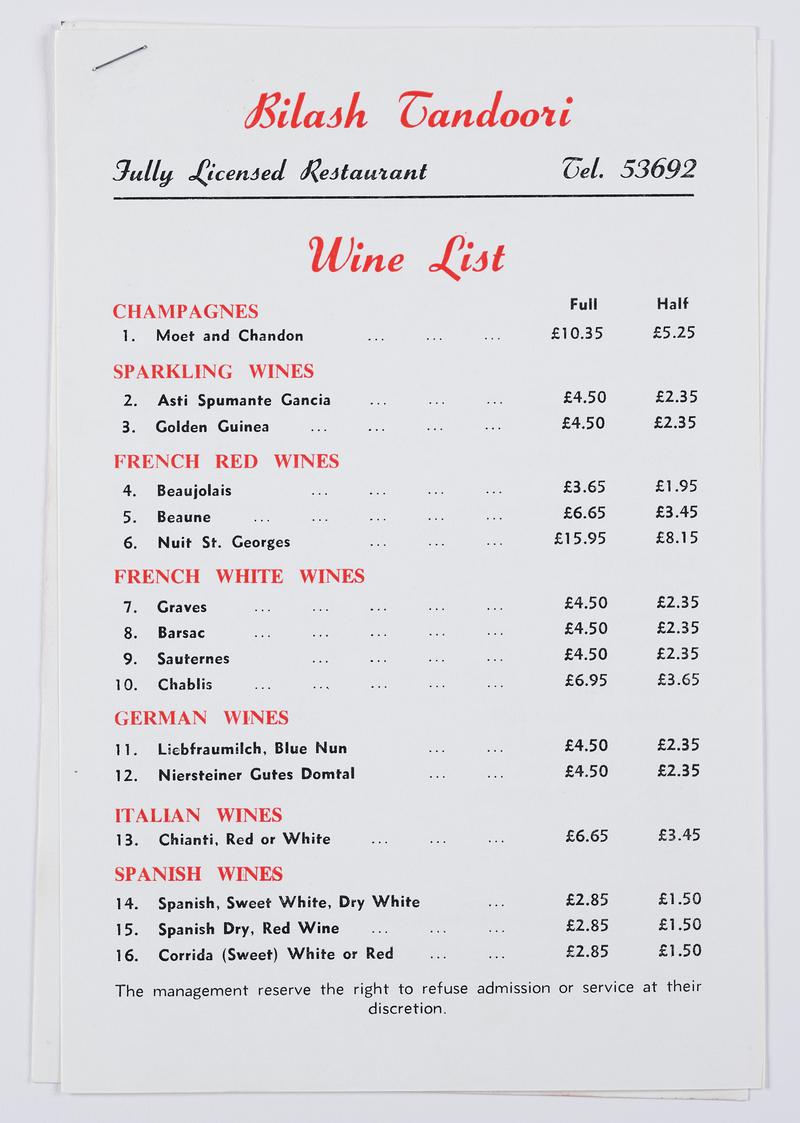 Bilash Tandoori
Fully Licensed Restaurant Tel. 53692
Wine List
Full Half
CHAMPAGNES
1. Moet and Chandon ... ... ... £10.35 £5.25
SPARKLING WINES
2. Asti Spumante Gancia ... ... ... £4.50 £2.35
3. Golden Guinea ... ... ... ... £4.50 £2.35
FRENCH RED WINES
4. Beaujolais ... ... ... ... £3.65 £1.95
5. Beaune ... ... ... ... ... £6.65 £3.45
6. Nuit St. Georges ... ... ... £15.95 £8.15
FRENCH WHITE WINES
7. Graves ... ... ... ... ... £4.50 £2.35
8. Barsac ... ... ... ... ... £4.50 £2.35
9. Sauternes ... ... ... ... £4.50 £2.35
10. Chablis ... ... ... ... ... £6.95 £3.65
GERMAN WINES
11. Liebfraumilch, Blue Nun ... ... £4.50 £2.35
12. Niersteiner Gutes Domtal ... ... £4.50 £2.35
ITALIAN WINES
13. Chianti, Red or White ... ... ... £6.65 £3.45
SPANISH WINES
14. Spanish, Sweet White, Dry White ... £2.85 £1.50
15. Spanish Dry, Red Wine ... ... ... £2.85 £1.50
16. Corrida (Sweet) White or Red ... ... £2.85 £1.50
The management reserve the right to refuse admission or service at their
discretion.